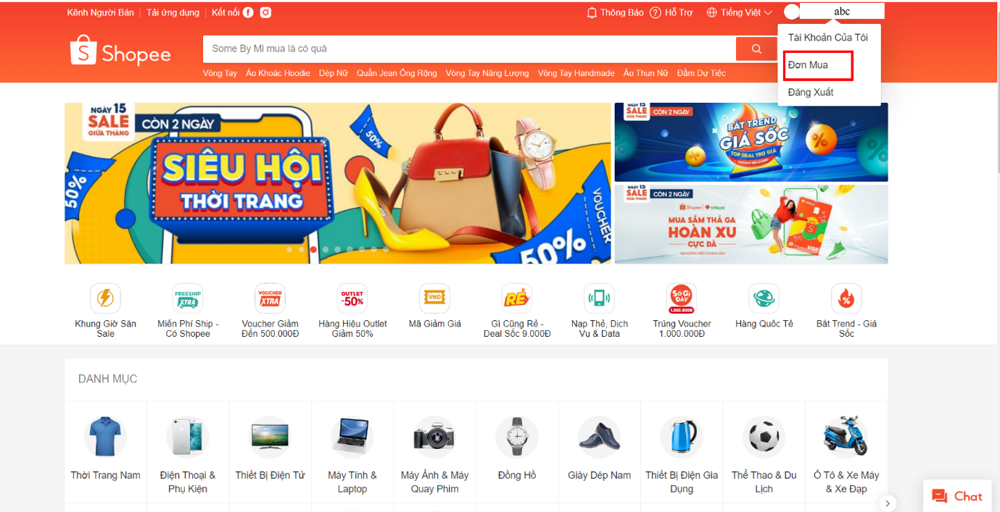 Kênh Người Bán
Tải ứng dụng
Kết nối
Thông Báo
Hỗ Trợ
Tiếng Việt
abc
Shopee
Some By Mi mua là có quà
Vòng Tay Áo Khoác Hoodie Dép Nữ Quần Jean Ống Rộng Vòng Tay Năng Lượng Vòng Tay Handmade Áo Thun Nữ Đầm Dự Tiệc
Tài Khoản Của Tôi
Đơn Mua
Đăng Xuất
NGÀY 15
SALE
GIỮA THÁNG
CÒN 2 NGÀY
SIÊU HỘI
THỜI TRANG
50%
50%
VOUCHER
50%
NGÀY 15
SALE
GIỮA THÁNG
CÒN 2 NGÀY
BẮT TREND
GIÁ SỐC
TOP DEAL TRỢ GIÁ
%
%
%
NGÀY 15
SALE
GIỮA THÁNG
CÒN 2 NGÀY
Shopee
VPBank
MUA SẮM THẢ GA
HOÀN XU
CỰC ĐÃ
VISA
FREESHIP
XTRA
VOUCHER
XTRA
OUTLET
-50%
VND
RẺ
SỐ GÌ
ĐÂY
1.000.000Đ
%
Khung Giờ Săn
Sale
Miễn Phí Ship -
Có Shopee
Voucher Giảm
Đến 500.000Đ
Hàng Hiệu Outlet
Giảm 50%
Mã Giảm Giá
Gì Cũng Rẻ -
Deal Sốc 9.000Đ
Nạp Thẻ, Dịch
Vụ & Data
Trúng Voucher
1.000.000Đ
Hàng Quốc Tế
Bắt Trend - Giá
Sốc
DANH MỤC
Thời Trang Nam
Điện Thoại &
Phụ Kiện
Thiết Bị Điện Tử
Máy Tính &
Laptop
Máy Ảnh & Máy
Quay Phim
Đồng Hồ
Giày Dép Nam
Thiết Bị Điện Gia
Dụng
Thể Thao & Du
Lịch
Ô Tô & Xe Máy
& Xe Đạp
Chat